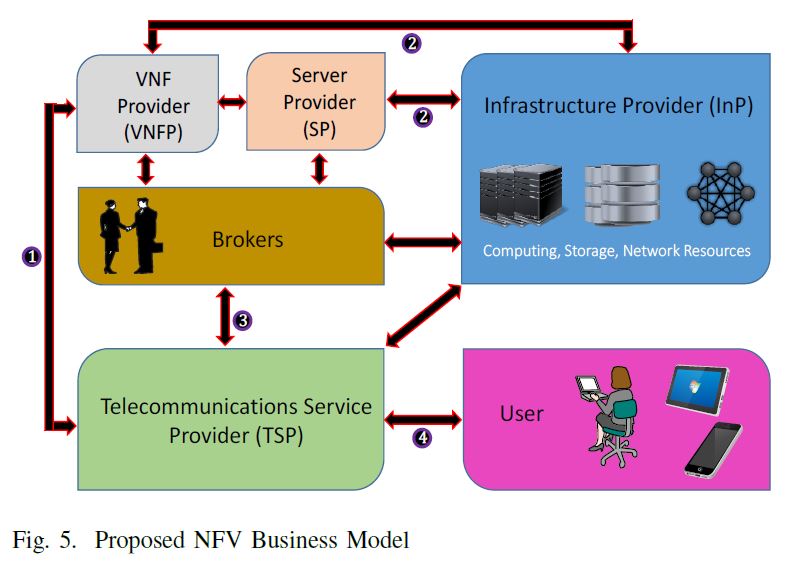 2
VNF
Provider
(VNFP)
Server
Provider
(SP)
2
Infrastructure Provider (InP)
Computing, Storage, Network Resources
Brokers
1
3
Telecommunications Service
Provider (TSP)
4
User
Fig. 5. Proposed NFV Business Model